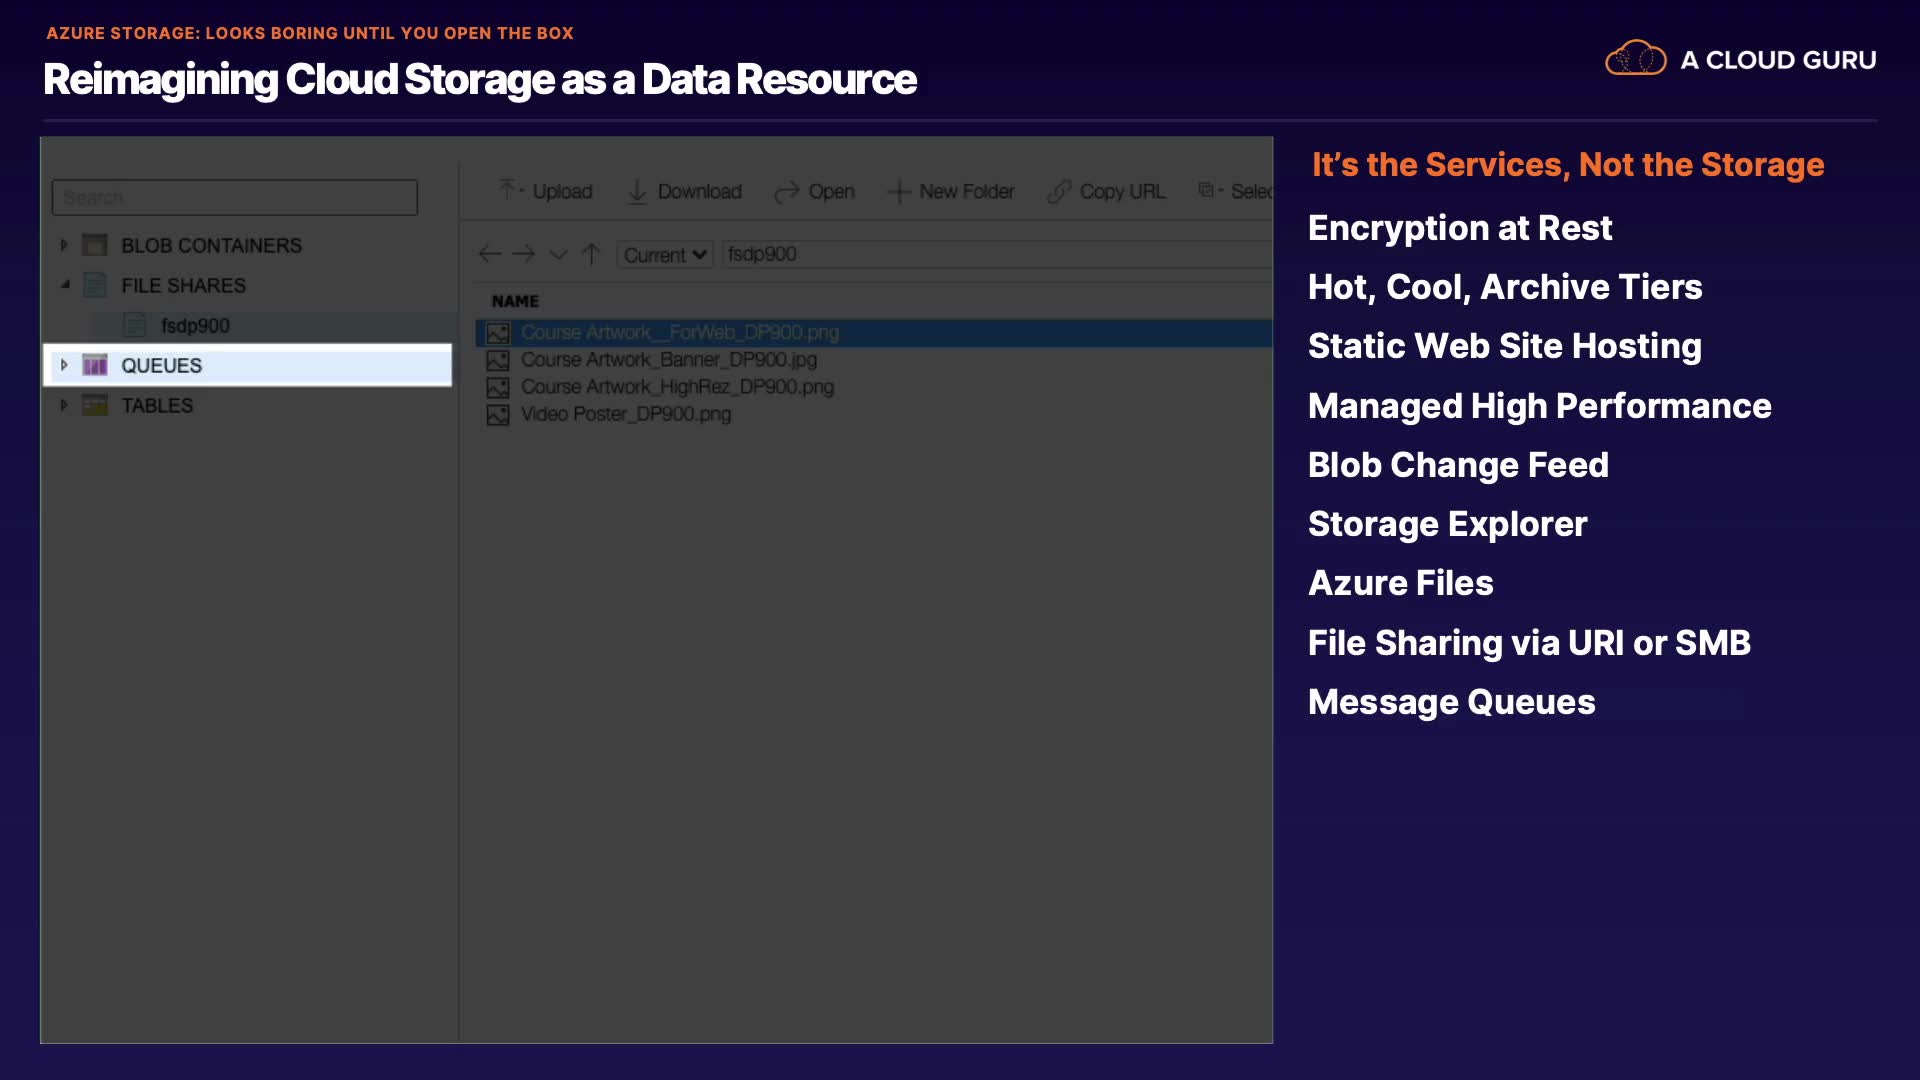 AZURE STORAGE: LOOKS BORING UNTIL YOU OPEN THE BOX
Reimagining Cloud Storage as a Data Resource
A CLOUD GURU
Search
BLOB CONTAINERS
FILE SHARES
fsdp900
QUEUES
TABLES
Upload Download Open New Folder Copy URL Selec
Current fsdp900
NAME
Course Artwork__ForWeb_DP900.png
Course Artwork_Banner_DP900.jpg
Course Artwork_HighRez_DP900.png
Video Poster_DP900.png
It’s the Services, Not the Storage
Encryption at Rest
Hot, Cool, Archive Tiers
Static Web Site Hosting
Managed High Performance
Blob Change Feed
Storage Explorer
Azure Files
File Sharing via URI or SMB
Message Queues